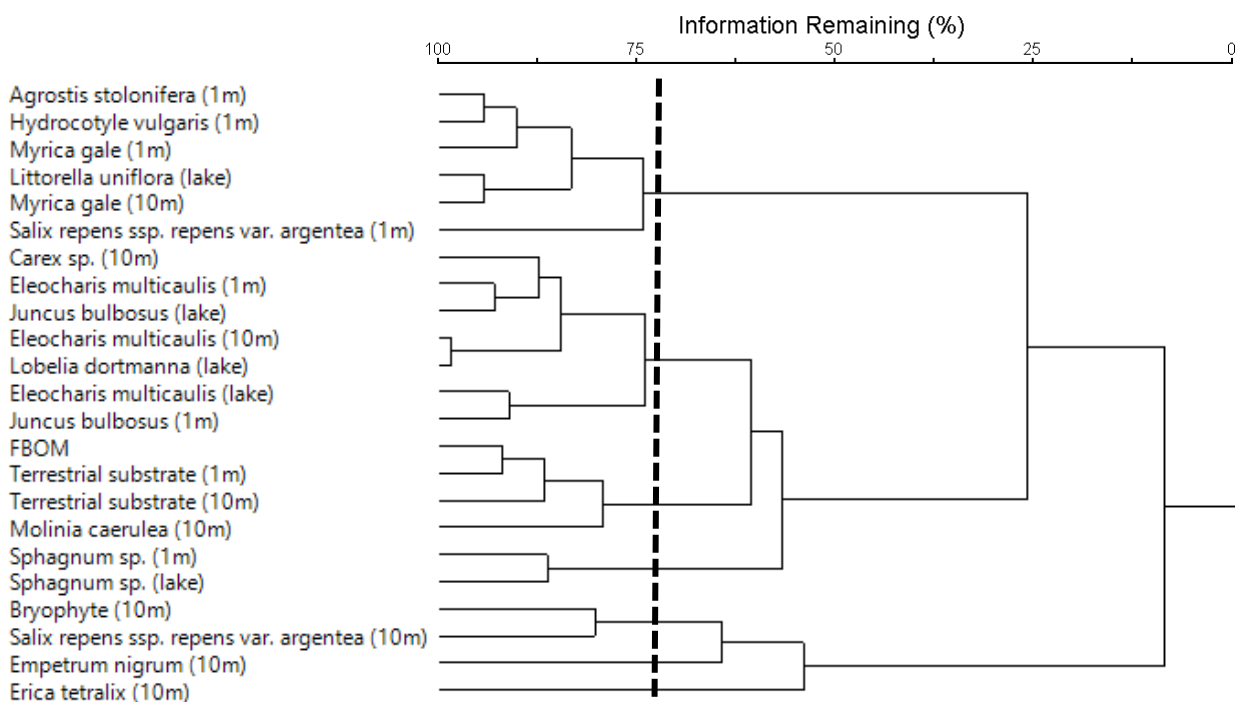 Information Remaining (%)
100 75 50 25 0
Agrostis stolonifera (1m)
Hydrocotyle vulgaris (1m)
Myrica gale (1m)
Littorella uniflora (lake)
Myrica gale (10m)
Salix repens ssp. repens var. argentea (1m)
Carex sp. (10m)
Eleocharis multicaulis (1m)
Juncus bulbosus (lake)
Eleocharis multicaulis (10m)
Lobelia dortmanna (lake)
Eleocharis multicaulis (lake)
Juncus bulbosus (1m)
FBOM
Terrestrial substrate (1m)
Terrestrial substrate (10m)
Molinia caerulea (10m)
Sphagnum sp. (1m)
Sphagnum sp. (lake)
Bryophyte (10m)
Salix repens ssp. repens var. argentea (10m)
Empetrum nigrum (10m)
Erica tetralix (10m)